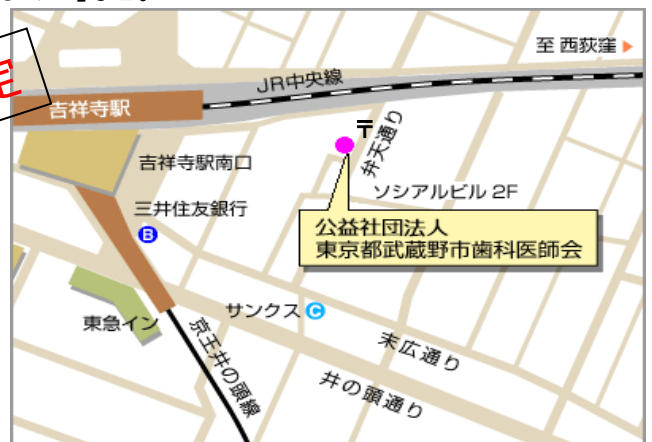 至 西荻窪
JR中央線
吉祥寺駅
〒
弁天通り
吉祥寺駅南口
ソシアルビル 2F
三井住友銀行
B
公益社団法人
東京都武蔵野市歯科医師会
サンクス C
東急イン
京王井の頭線
末広通り
井の頭通り